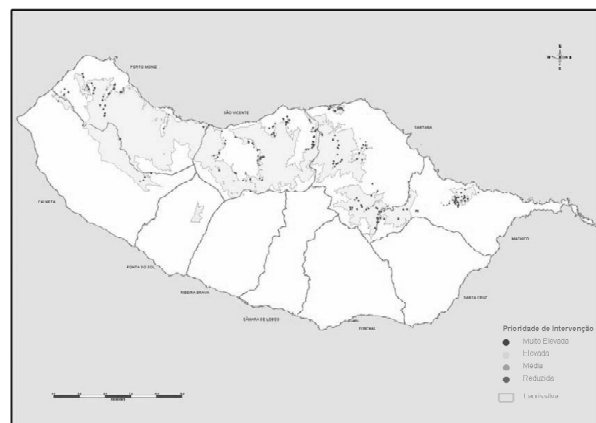 PORTO MONIZ
SÃO VICENTE
SANTANA
CALHETA
MACHICO
PONTA DO SOL
RIBEIRA BRAVA
SANTA CRUZ
CÂMARA DE LOBOS
FUNCHAL
Prioridade de Intervenção
Muito Elevada
Elevada
Média
Reduzida
Laurissilva